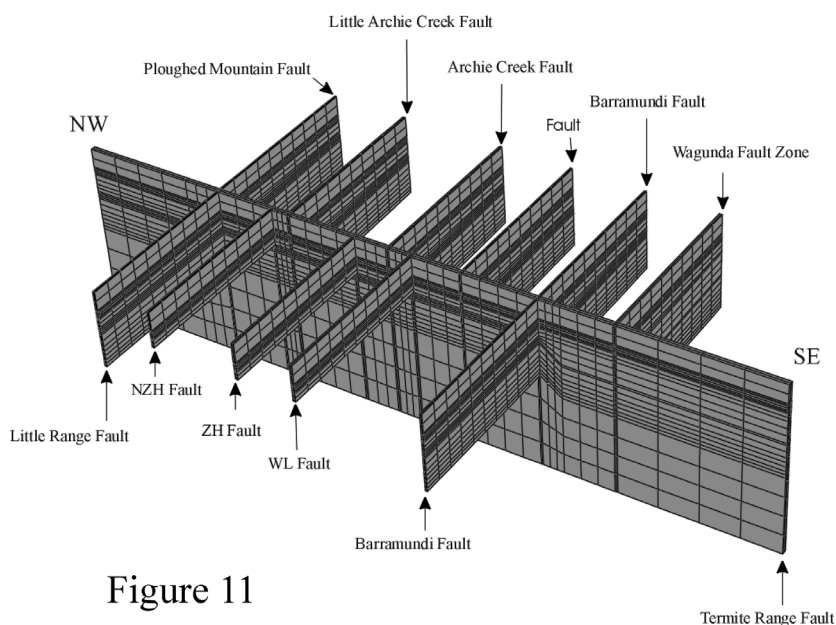 Little Archie Creek Fault
Ploughed Mountain Fault
Archie Creek Fault
Barramundi Fault
Fault
NW
Wagunda Fault Zone
SE
NZH Fault
Little Range Fault
ZH Fault
WL Fault
Barramundi Fault
Figure 11
Termite Range Fault